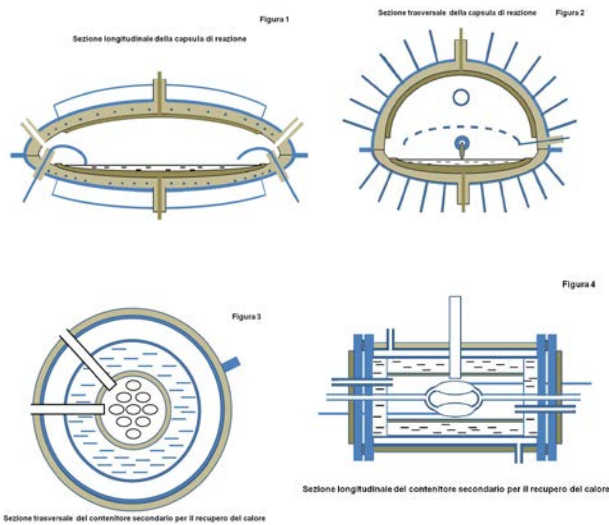 Figura 1
Sezione longitudinale della capsula di reazione
Sezione trasversale della capsula di reazione
Figura 2
Figura 3
Sezione trasversale del contenitore secondario per il recupero del calore
Figura 4
Sezione longitudinale del contenitore secondario per il recupero del calore